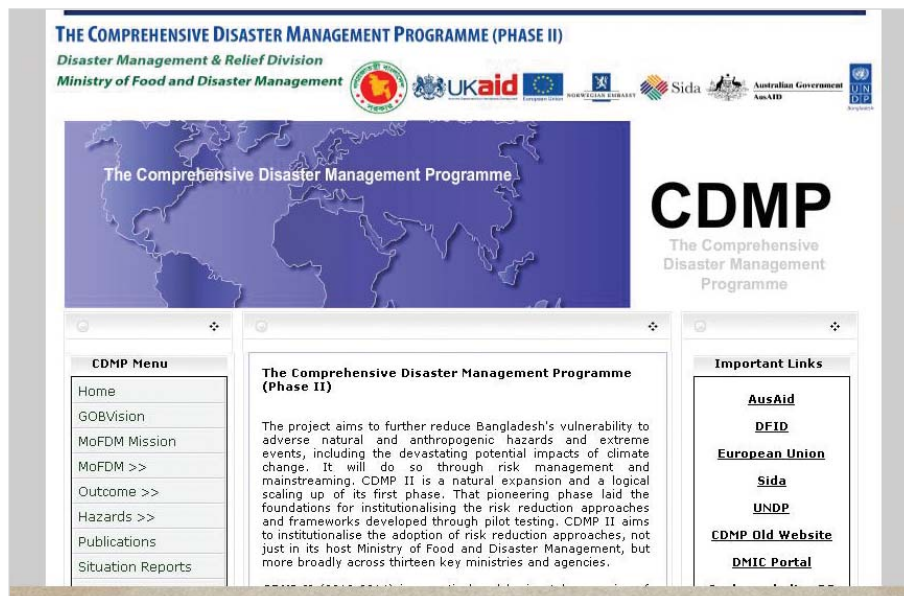 THE COMPREHENSIVE DISASTER MANAGEMENT PROGRAMME (PHASE II)
Disaster Management & Relief Division
Ministry of Food and Disaster Management
UKaid
European Union
NORWEGIAN EMBASSY
Sida
Australian Government
AusAID
UN
DP
Bangladesh
The Comprehensive Disaster Management Programme
CDMP
The Comprehensive
Disaster Management
Programme
CDMP Menu
Home
GOBVision
MoFDM Mission
MoFDM >>
Outcome >>
Hazards >>
Publications
Situation Reports
The Comprehensive Disaster Management Programme
(Phase II)
The project aims to further reduce Bangladesh's vulnerability to
adverse natural and anthropogenic hazards and extreme
events, including the devastating potential impacts of climate
change. It will do so through risk management and
mainstreaming. CDMP II is a natural expansion and a logical
scaling up of its first phase. That pioneering phase laid the
foundations for institutionalising the risk reduction approaches
and frameworks developed through pilot testing. CDMP II aims
to institutionalise the adoption of risk reduction approaches, not
just in its host Ministry of Food and Disaster Management, but
more broadly across thirteen key ministries and agencies.
Important Links
AusAid
DFID
European Union
Sida
UNDP
CDMP Old Website
DMIC Portal